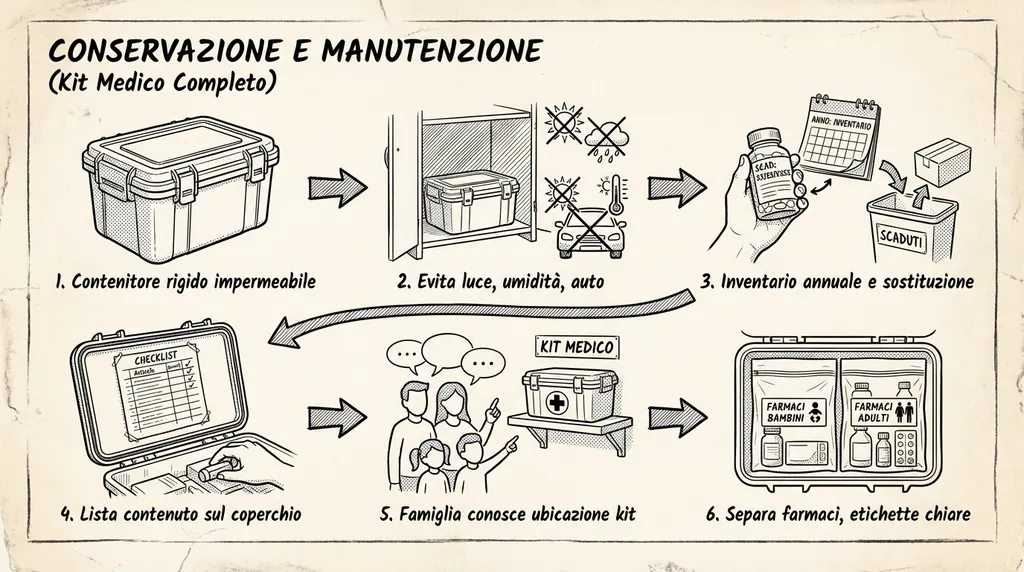 CONSERVAZIONE E MANUTENZIONE
(Kit Medico Completo)
1. Contenitore rigido impermeabile
2. Evita luce, umidità, auto
ANNO: INVENTARIO
SCAD:
SCADUTI
3. Inventario annuale e sostituzione
CHECKLIST
Articolo
4. Lista contenuto sul coperchio
KIT MEDICO
5. Famiglia conosce ubicazione kit
FARMACI
BAMBINI
FARMACI
ADULTI
6. Separa farmaci, etichette chiare